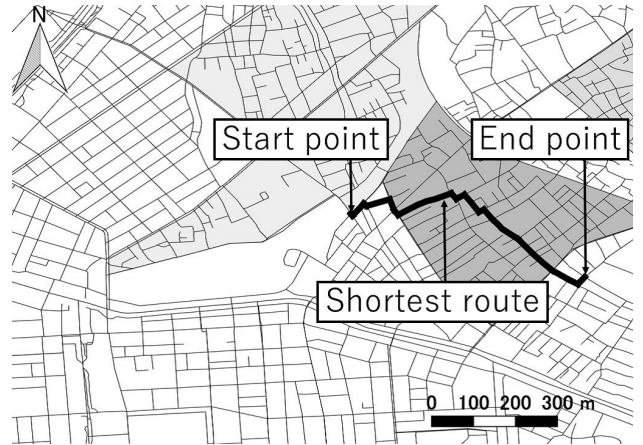 N
Start point
End point
Shortest route
0 100 200 300 m